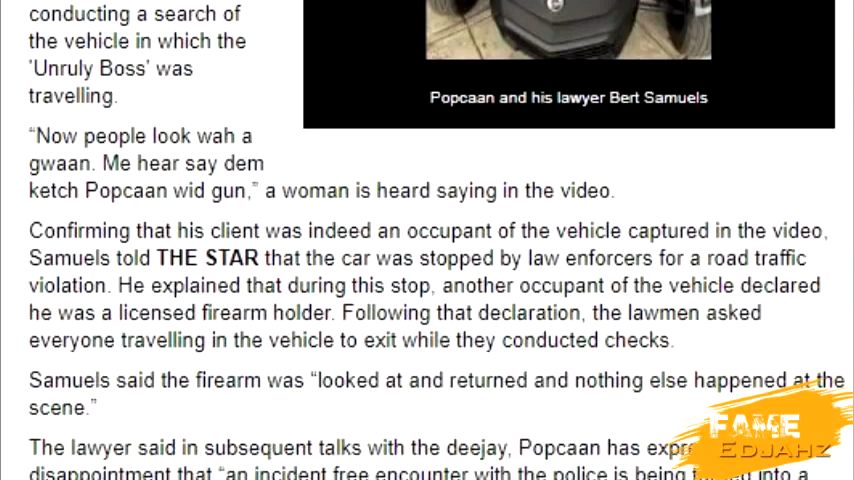 conducting a search of
the vehicle in which the
'Unruly Boss' was
travelling.
Popcaan and his lawyer Bert Samuels
“Now people look wah a
gwaan. Me hear say dem
ketch Popcaan wid gun,” a woman is heard saying in the video.
Confirming that his client was indeed an occupant of the vehicle captured in the video,
Samuels told THE STAR that the car was stopped by law enforcers for a road traffic
violation. He explained that during this stop, another occupant of the vehicle declared
he was a licensed firearm holder. Following that declaration, the lawmen asked
everyone travelling in the vehicle to exit while they conducted checks.
Samuels said the firearm was “looked at and returned and nothing else happened at the
scene.”
The lawyer said in subsequent talks with the deejay, Popcaan has
disappointment that “an incident free encounter with the police is being into a
FAME
EDJAHZ